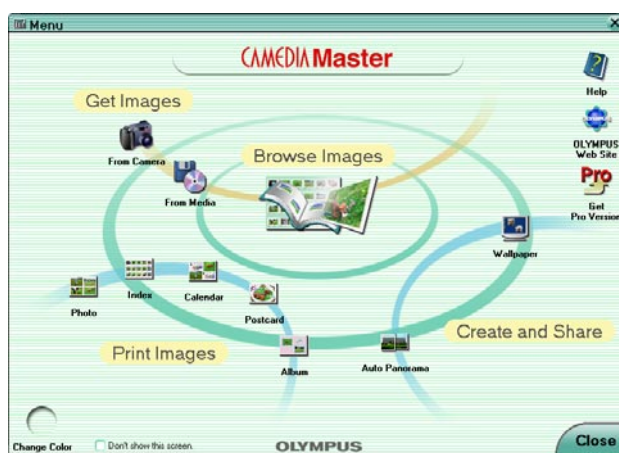 Menu
CAMEDIA Master
Get Images
From Camera
From Media
Browse Images
Help
OLYMPUS
Web Site
Pro
Get
Pro Version
Wallpaper
Photo
Index
Calendar
Postcard
Print Images
Album
Auto Panorama
Create and Share
Change Color
Don't show this screen.
OLYMPUS
Close